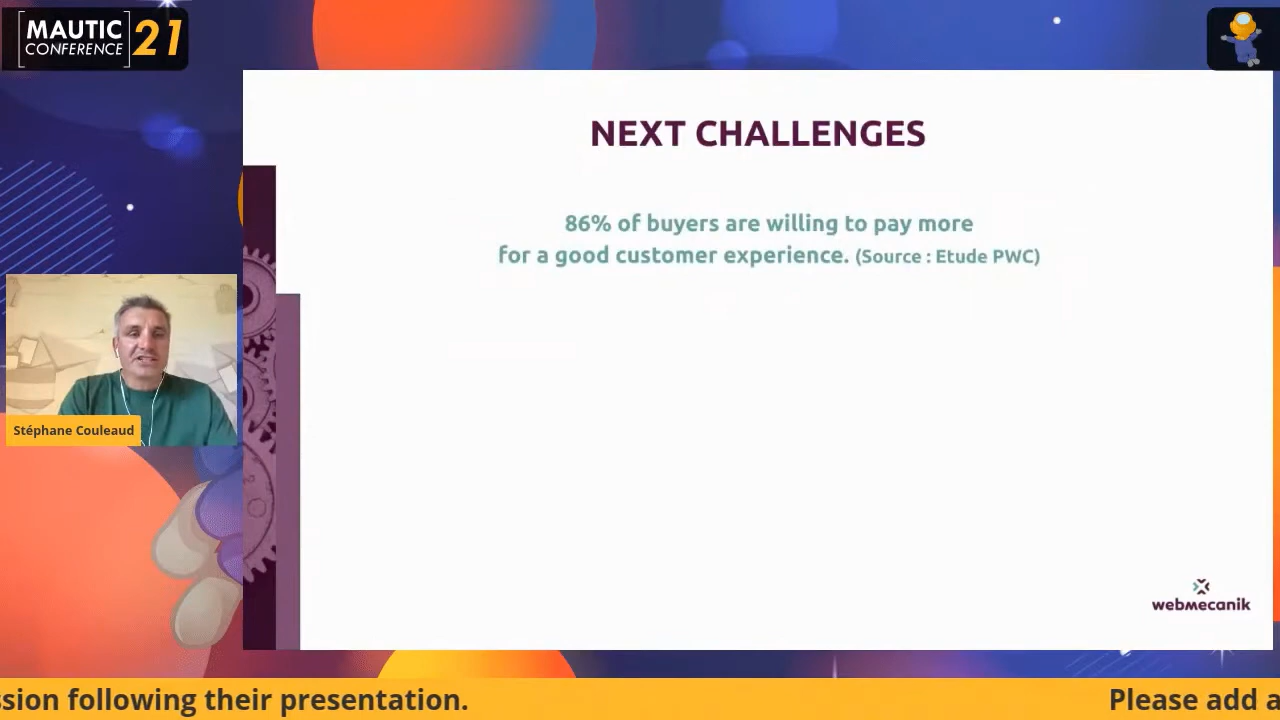 MAUTIC
CONFERENCE
21
NEXT CHALLENGES
86% of buyers are willing to pay more
for a good customer experience. (Source : Etude PWC)
Stéphane Couleaud
webmecanik
ssion following their presentation.
Please add a